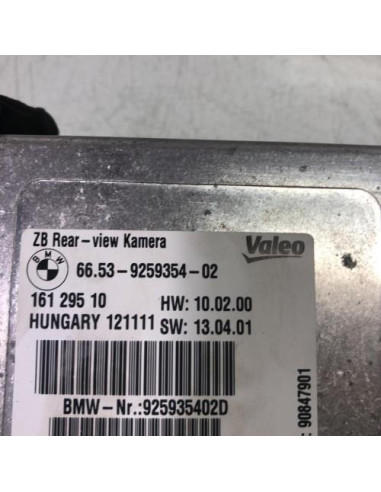 ZB Rear-view Kamera
Valeo
BMW
66.53-9259354-02
161 295 10 HW: 10.02.00
HUNGARY 121111 SW: 13.04.01
BMW-Nr.:925935402D
: 90847901